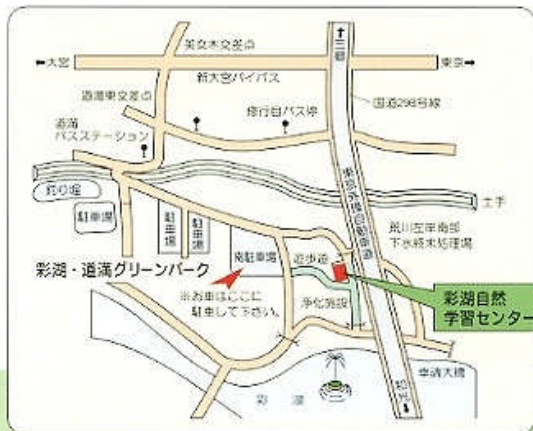 美女木交差点
↑三郷
←大宮
東京→
新大宮バイパス
道満東交差点
国道298号線
修行目バス停
道満
バスステーション
東京外環自動車道
釣り堀
土手
駐車場
駐車場
駐車場
荒川左岸南部
下水終末処理場
南駐車場
遊歩道
彩湖・道満グリーンパーク
※お車はここに
駐車して下さい。
浄化施設
彩湖自然
学習センター
幸魂大橋
彩湖
和光↓